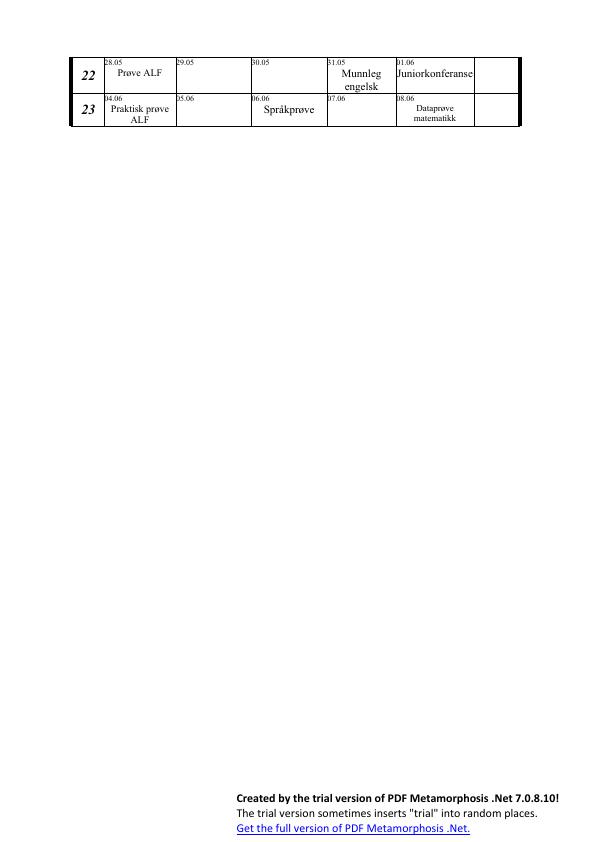 22
28.05
Prøve ALF
29.05
30.05
31.05
Munnleg
engelsk
01.06
Juniorkonferanse
23
04.06
Praktisk prøve
ALF
05.06
06.06
Språkprøve
07.06
08.06
Dataprøve
matematikk
Created by the trial version of PDF Metamorphosis .Net 7.0.8.10!
The trial version sometimes inserts "trial" into random places.
Get the full version of PDF Metamorphosis .Net.